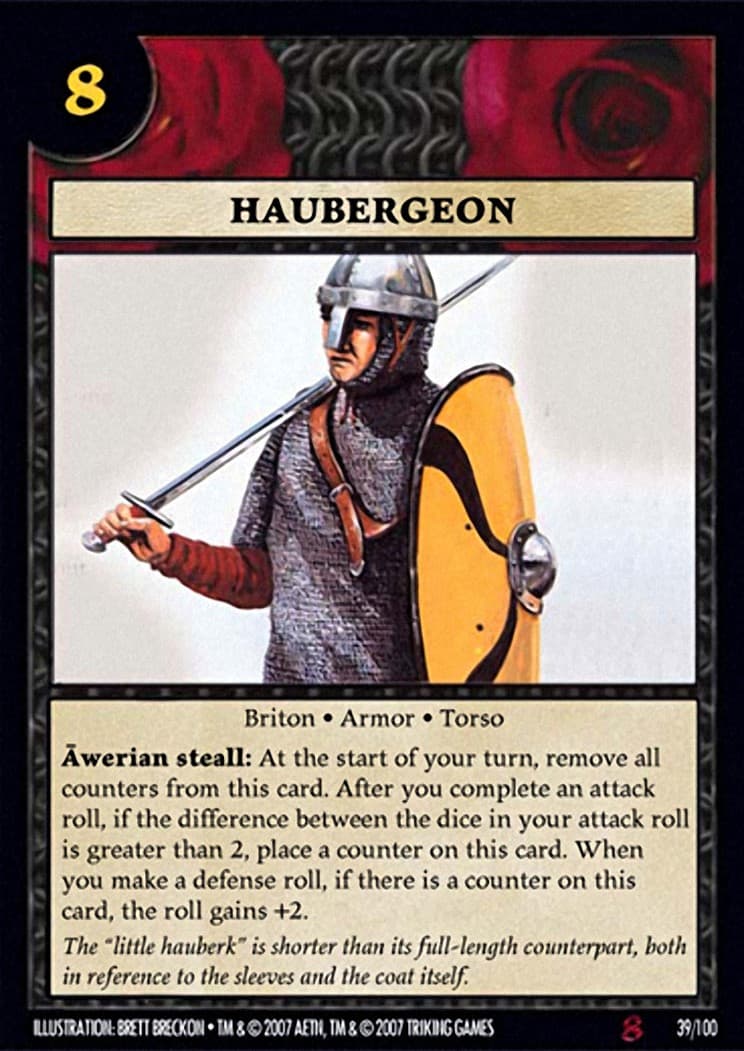 8
HAUBERGEON
Briton • Armor • Torso
Āwerian steall: At the start of your turn, remove all
counters from this card. After you complete an attack
roll, if the difference between the dice in your attack roll
is greater than 2, place a counter on this card. When
you make a defense roll, if there is a counter on this
card, the roll gains +2.
The “little hauberk” is shorter than its full-length counterpart, both
in reference to the sleeves and the coat itself.
ILLUSTRATION: BRETT BRECKON • TM & © 2007 AETN, TM & © 2007 TRIKING GAMES 8 39/100